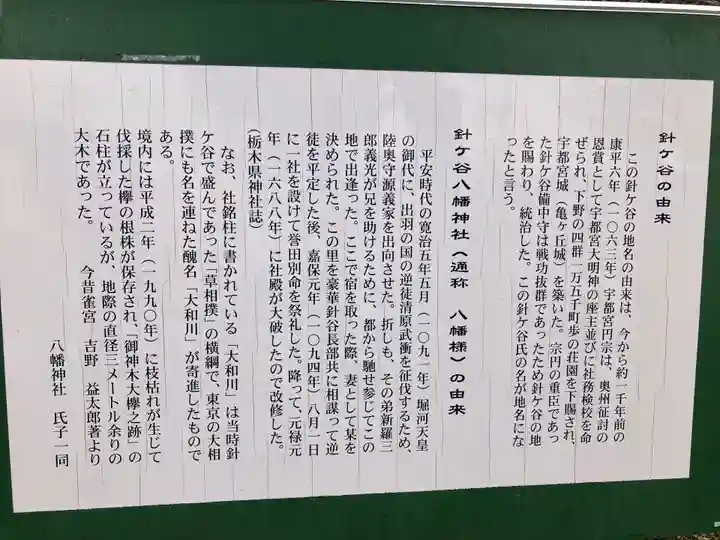 針ケ谷の由来
この針ケ谷の地名の由来は、今から約一千年前の
康平六年(一〇六三年)宇都宮円宗は、奥州征討の
恩賞として宇都宮大明神の座主並びに社務検校を命
ぜられ、下野の四群一万五千町歩の荘園を下賜され、
宇都宮城(亀ヶ丘城)を築いた。宗円の重臣であっ
た針ケ谷備中守は戦功抜群であったため針ケ谷の地
を賜わり、統治した。この針ケ谷氏の名が地名にな
ったと言う。
針ケ谷八幡神社(通称 八幡様)の由来
平安時代の寛治五年五月(一〇九一年)堀河天皇
の御代に、出羽の国の逆徒清原武衡を征伐するため、
陸奥守源義家を出向させた。折しも、その弟新羅三
郎義光が兄を助けるために、都から馳せ参じてこの
地で出逢った。ここで宿を取った際、妻として某を
決められた。この里を豪華針谷長部共に相謀って逆
徒を平定した後、嘉保元年(一〇九四年)八月一日
に一社を設けて誉田別命を祭礼した。降って、元禄元
年(一六八八年)に社殿が大破したので改修した。
(栃木県神社誌)
なお、社銘柱に書かれている「大和川」は当時針
ケ谷で盛んであった「草相撲」の横綱で、東京の大相
撲にも名を連ねた醜名「大和川」が寄進したもので
ある。
境内には平成二年(一九九〇年)に枝枯れが生じて
伐採した欅の根株が保存され、「御神木大欅之跡」の
石柱が立っているが、地際の直径三メートル余りの
大木であった。
今昔雀宮 吉野 益太郎著より
八幡神社 氏子一同